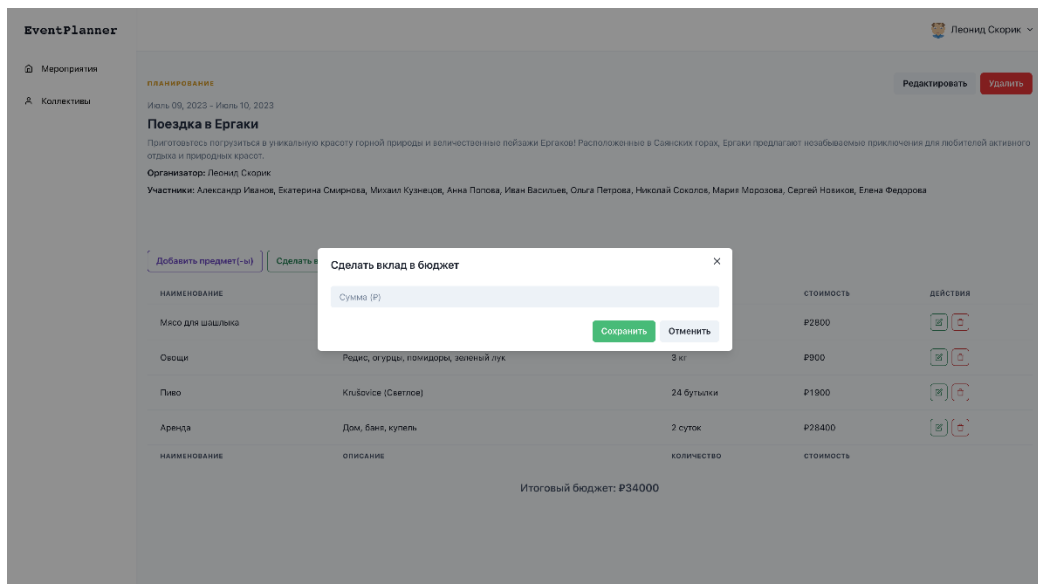 EventPlanner
Леонид Скорик
Мероприятия
Коллективы
ПЛАНИРОВАНИЕ
Редактировать
Удалить
Июль 09, 2023 - Июль 10, 2023
Поездка в Ергаки
Приготовьтесь погрузиться в уникальную красоту горной природы и величественные пейзажи Ергаков! Расположенные в Саянских горах, Ергаки предлагают незабываемые приключения для любителей активного
отдыха и природных красот.
Организатор: Леонид Скорик
Участники: Александр Иванов, Екатерина Смирнова, Михаил Кузнецов, Анна Попова, Иван Васильев, Ольга Петрова, Николай Соколов, Мария Морозова, Сергей Новиков, Елена Федорова
Добавить предмет(-ы)
Сделать в
Сделать вклад в бюджет
Сумма (₽)
Сохранить
Отменить
НАИМЕНОВАНИЕ СТОИМОСТЬ ДЕЙСТВИЯ
Мясо для шашлыка ₽2800
Овощи Редис, огурцы, помидоры, зеленый лук 3 кг ₽900
Пиво Krušovice (Светлое) 24 бутылки ₽1900
Аренда Дом, баня, купель 2 суток ₽28400
НАИМЕНОВАНИЕ ОПИСАНИЕ КОЛИЧЕСТВО СТОИМОСТЬ
Итоговый бюджет: ₽34000